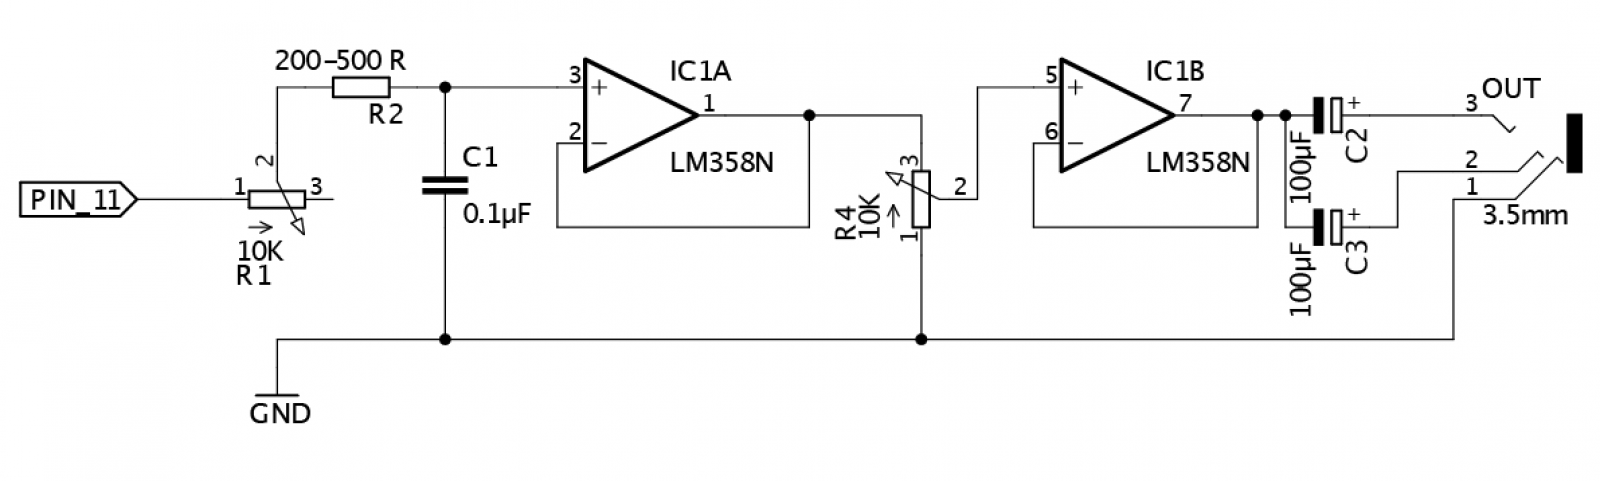 200-500 R
R2
PIN_11
1
2
3
10K
R1
C1
0.1µF
3
2
+
−
1
IC1A
LM358N
R4
10K
3
2
1
5
6
+
−
7
IC1B
LM358N
100µF
+
C2
100µF
+
C3
OUT
3
2
1
3.5mm
GND